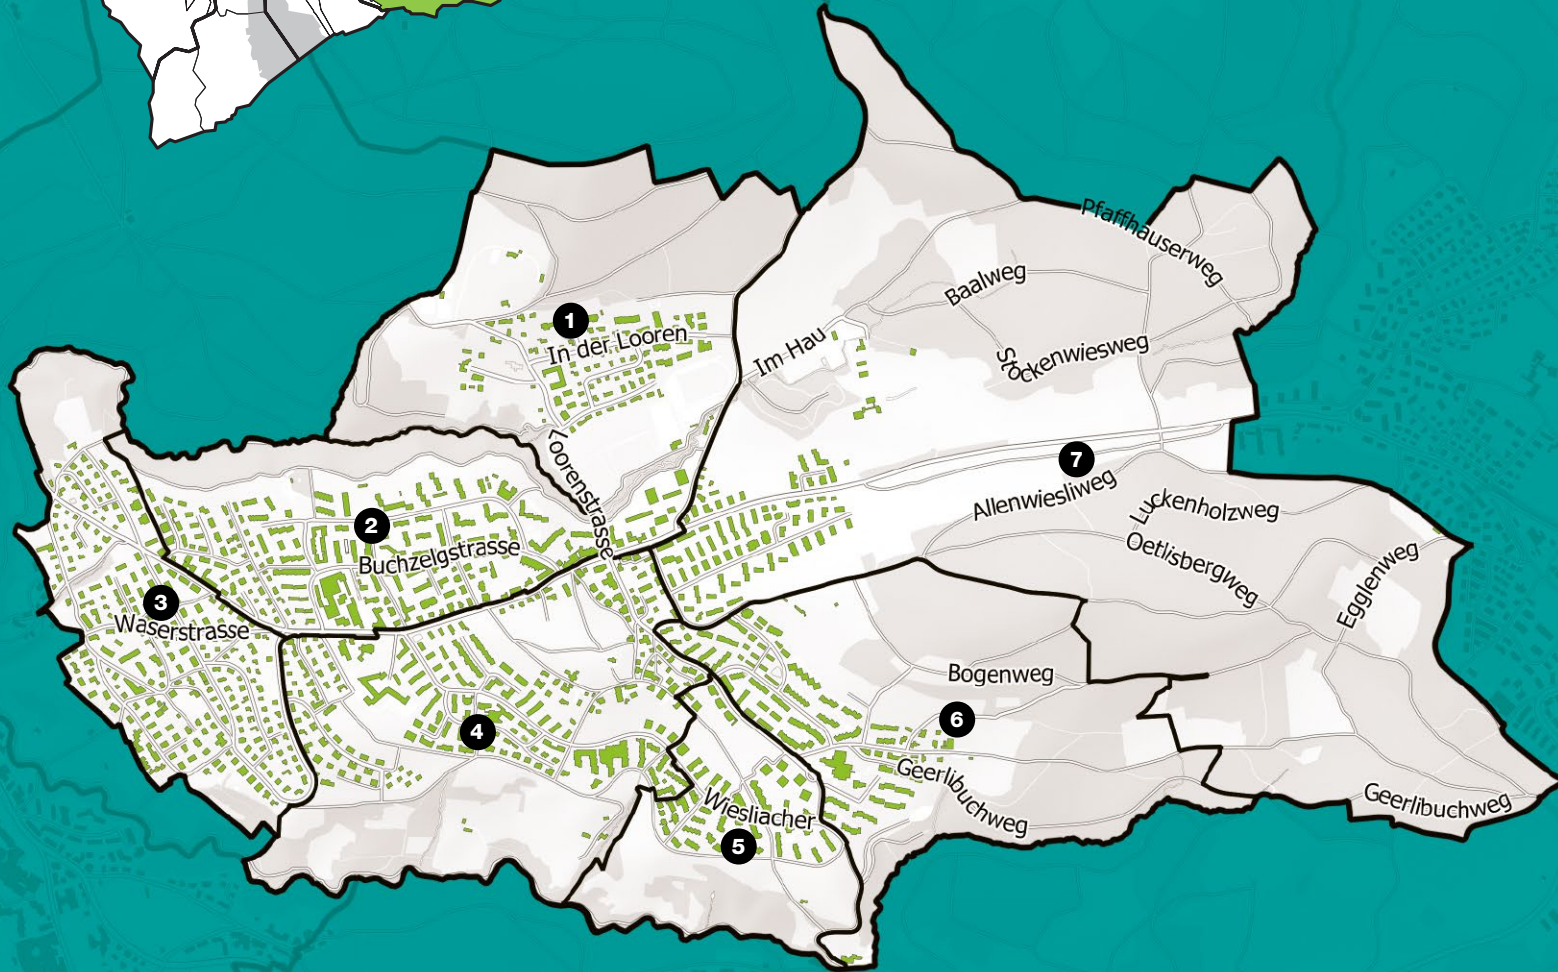 Pfaffhauserweg
Baalweg
1
In der Looren
Im Hau
Stockenwiesweg
Loorenstrasse
7
Allenwiesliweg
Luckenholzweg
2
Buchzelgstrasse
Oetlisbergweg
Egglenweg
3
Waserstrasse
Bogenweg
6
4
Geerlibuchweg
Geerlibuchweg
Wiesliacher
5